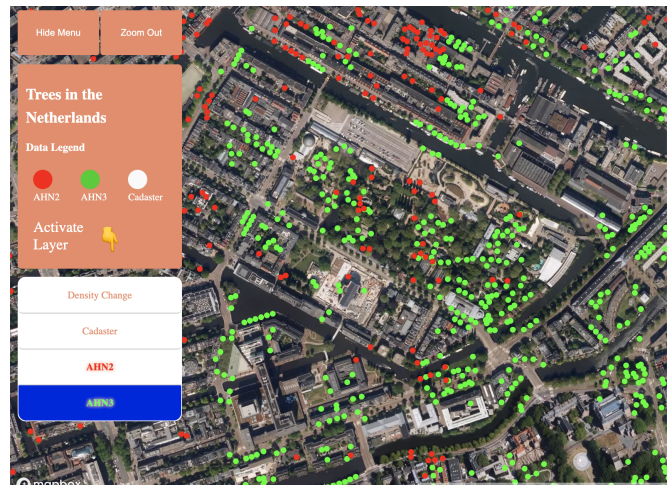 Hide Menu
Zoom Out
Trees in the
Netherlands
Data Legend
AHN2
AHN3
Cadaster
Activate
Layer
Density Change
Cadaster
AHN2
AHN3
mapbox